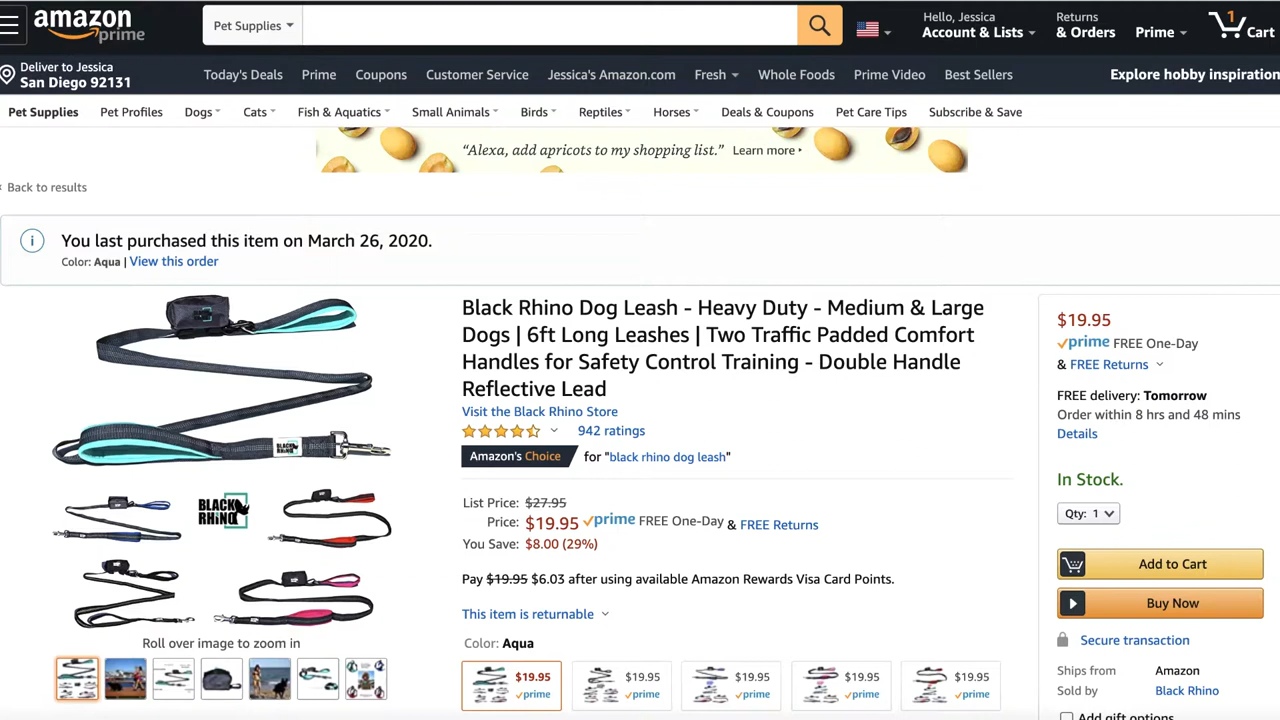 amazon
prime
Pet Supplies
Hello, Jessica
Account & Lists
Returns
& Orders
Prime
1
Cart
Deliver to Jessica
San Diego 92131
Today's Deals
Prime
Coupons
Customer Service
Jessica's Amazon.com
Fresh
Whole Foods
Prime Video
Best Sellers
Explore hobby inspiration
Pet Supplies
Pet Profiles
Dogs
Cats
Fish & Aquatics
Small Animals
Birds
Reptiles
Horses
Deals & Coupons
Pet Care Tips
Subscribe & Save
“Alexa, add apricots to my shopping list.” Learn more
Back to results
You last purchased this item on March 26, 2020.
Color: Aqua | View this order
BLACK
RHINO
BLACK
RHINO
Roll over image to zoom in
Black Rhino Dog Leash - Heavy Duty - Medium & Large
Dogs | 6ft Long Leashes | Two Traffic Padded Comfort
Handles for Safety Control Training - Double Handle
Reflective Lead
Visit the Black Rhino Store
942 ratings
Amazon's Choice for "black rhino dog leash"
List Price: $27.95
Price: $19.95 prime FREE One-Day & FREE Returns
You Save: $8.00 (29%)
Pay $19.95 $6.03 after using available Amazon Rewards Visa Card Points.
This item is returnable
Color: Aqua
$19.95
prime
$19.95
prime
$19.95
prime
$19.95
prime
$19.95
prime
$19.95
prime FREE One-Day
& FREE Returns
FREE delivery: Tomorrow
Order within 8 hrs and 48 mins
Details
In Stock.
Qty: 1
Add to Cart
Buy Now
Secure transaction
Ships from Amazon
Sold by Black Rhino
Add gift options